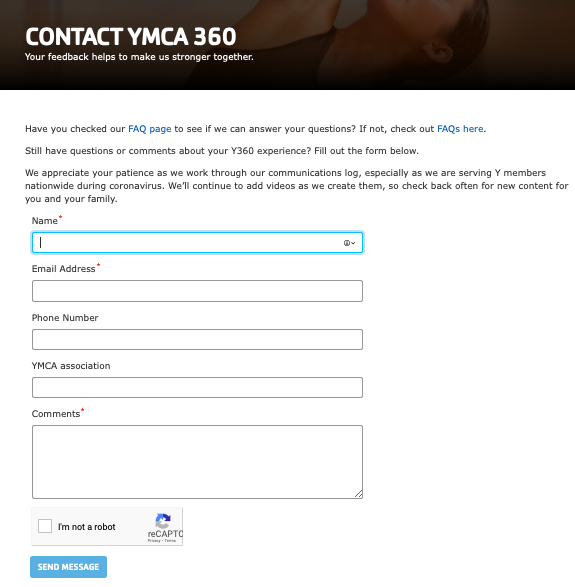 CONTACT YMCA 360
Your feedback helps to make us stronger together.
Have you checked our FAQ page to see if we can answer your questions? If not, check out FAQs here.
Still have questions or comments about your Y360 experience? Fill out the form below.
We appreciate your patience as we work through our communications log, especially as we are serving Y members
nationwide during coronavirus. We'll continue to add videos as we create them, so check back often for new content for
you and your family.
Name*
Email Address*
Phone Number
YMCA association
Comments*
I'm not a robot
reCAPTC
Privacy - Terms
SEND MESSAGE